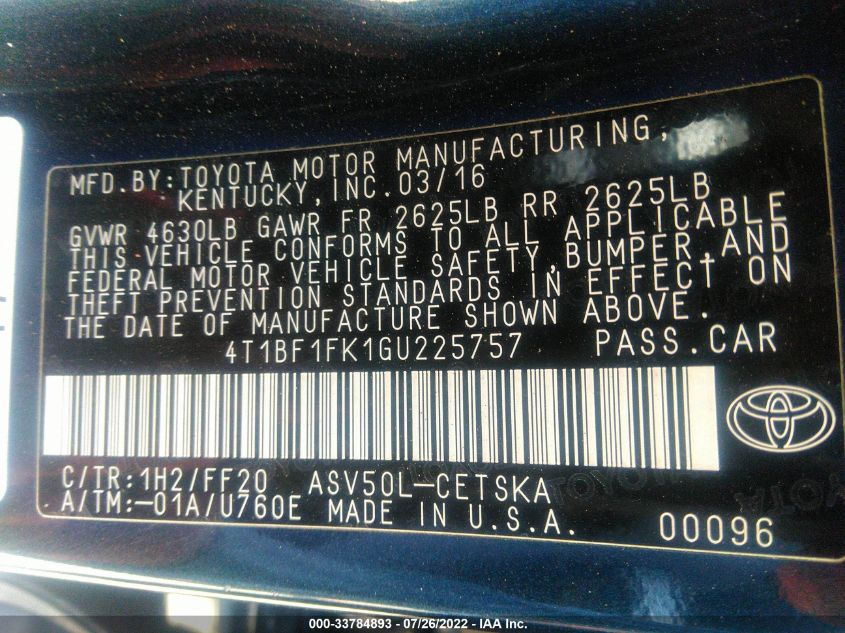 MFD.BY:TOYOTA MOTOR MANUFACTURING,
KENTUCKY,INC.03/16
GVWR 4630LB GAWR FR 2625LB RR 2625LB
THIS VEHICLE CONFORMS TO ALL APPLICABLE
FEDERAL MOTOR VEHICLE SAFETY,BUMPER,AND
THEFT PREVENTION STANDARDS IN EFFECT ON
THE DATE OF MANUFACTURE SHOWN ABOVE.
4T1BF1FK1GU225757 PASS.CAR
C/TR:1H2/FF20 ASV50L-CETSKA
A/TM:-01A/U760E MADE IN U.S.A.
00096
000-33784893 - 07/26/2022 - IAA Inc.